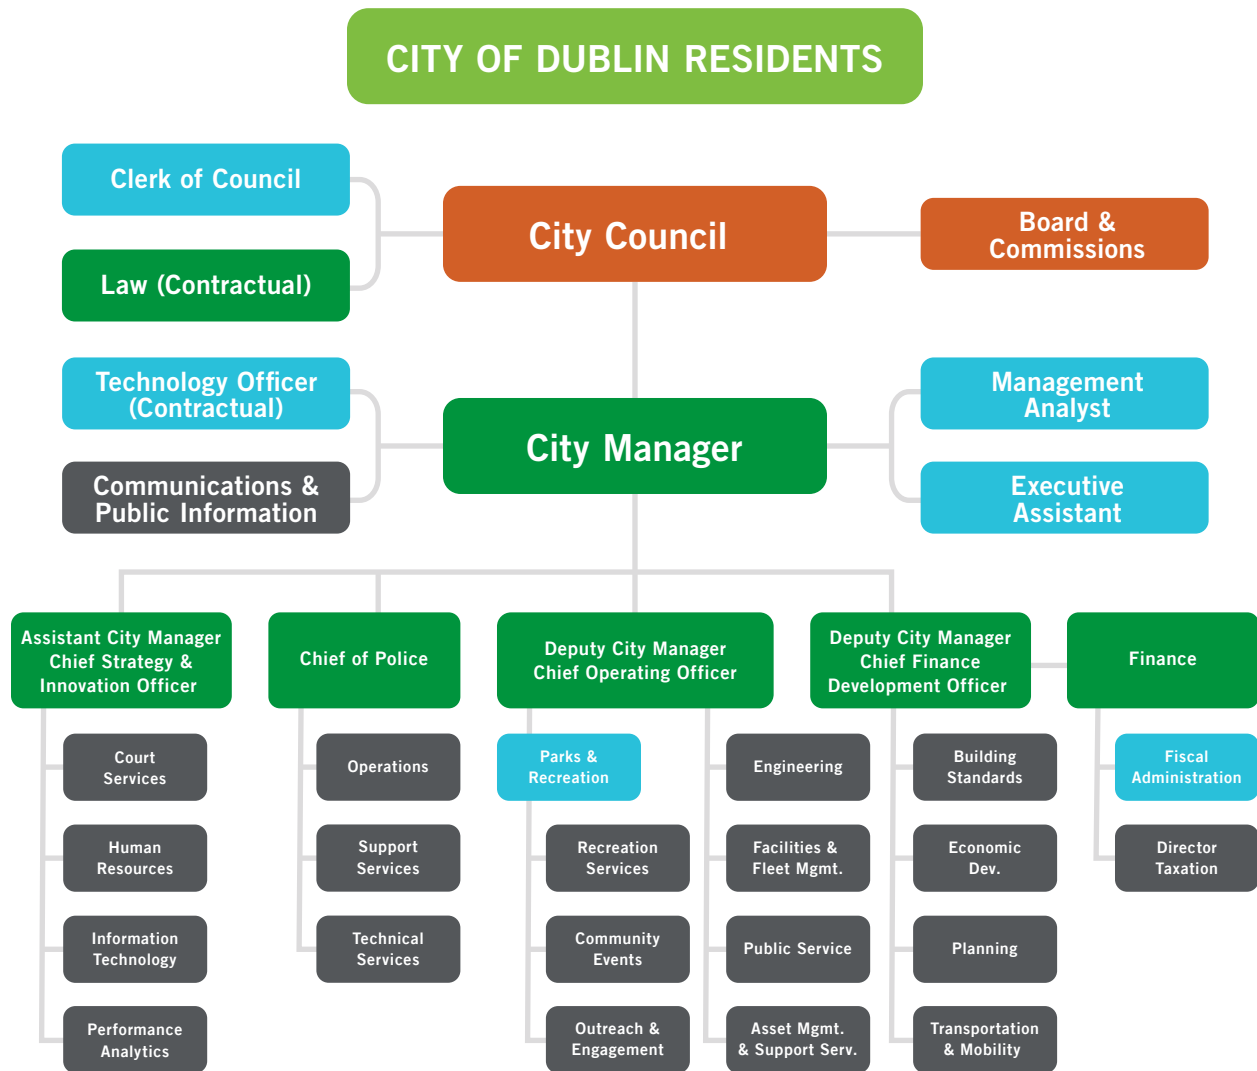 CITY OF DUBLIN RESIDENTS
Clerk of Council
City Council
Board &
Commissions
Law (Contractual)
Technology Officer
(Contractual)
City Manager
Management
Analyst
Communications &
Public Information
Executive
Assistant
Assistant City Manager
Chief Strategy &
Innovation Officer
Chief of Police
Deputy City Manager
Chief Operating Officer
Deputy City Manager
Chief Finance
Development Officer
Finance
Court
Services
Human
Resources
Information
Technology
Performance
Analytics
Operations
Support
Services
Technical
Services
Parks &
Recreation
Recreation
Services
Community
Events
Outreach &
Engagement
Engineering
Facilities &
Fleet Mgmt.
Public Service
Asset Mgmt.
& Support Serv.
Building
Standards
Economic
Dev.
Planning
Transportation
& Mobility
Fiscal
Administration
Director
Taxation